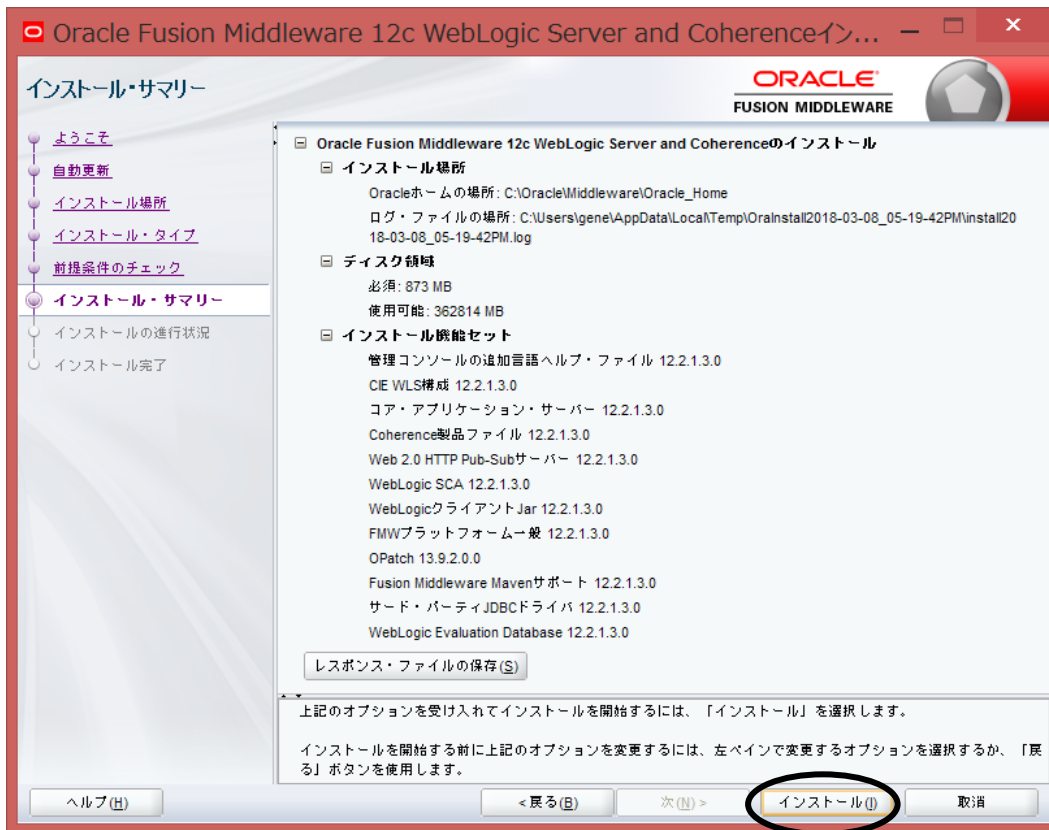 Oracle Fusion Middleware 12c WebLogic Server and Coherenceイン...
インストール・サマリー
ORACLE
FUSION MIDDLEWARE
ようこそ
自動更新
インストール場所
インストール・タイプ
前提条件のチェック
インストール・サマリー
インストールの進行状況
インストール完了
Oracle Fusion Middleware 12c WebLogic Server and Coherenceのインストール
インストール場所
Oracleホームの場所: C:\Oracle\Middleware\Oracle_Home
ログ・ファイルの場所: C:\Users\gene\AppData\Local\Temp\OraInstall2018-03-08_05-19-42PM\install20
18-03-08_05-19-42PM.log
ディスク領域
必須: 873 MB
使用可能: 362814 MB
インストール機能セット
管理コンソールの追加言語ヘルプ・ファイル 12.2.1.3.0
CIE WLS構成 12.2.1.3.0
コア・アプリケーション・サーバー 12.2.1.3.0
Coherence製品ファイル 12.2.1.3.0
Web 2.0 HTTP Pub-Subサーバー 12.2.1.3.0
WebLogic SCA 12.2.1.3.0
WebLogicクライアントJar 12.2.1.3.0
FMWプラットフォーム一般 12.2.1.3.0
OPatch 13.9.2.0.0
Fusion Middleware Mavenサポート 12.2.1.3.0
サード・パーティJDBCドライバ 12.2.1.3.0
WebLogic Evaluation Database 12.2.1.3.0
レスポンス・ファイルの保存(S)
上記のオプションを受け入れてインストールを開始するには、「インストール」を選択します。
インストールを開始する前に上記のオプションを変更するには、左ペインで変更するオプションを選択するか、「戻
る」ボタンを使用します。
ヘルプ(H)
<戻る(B)
次(N)>
インストール(I)
取消